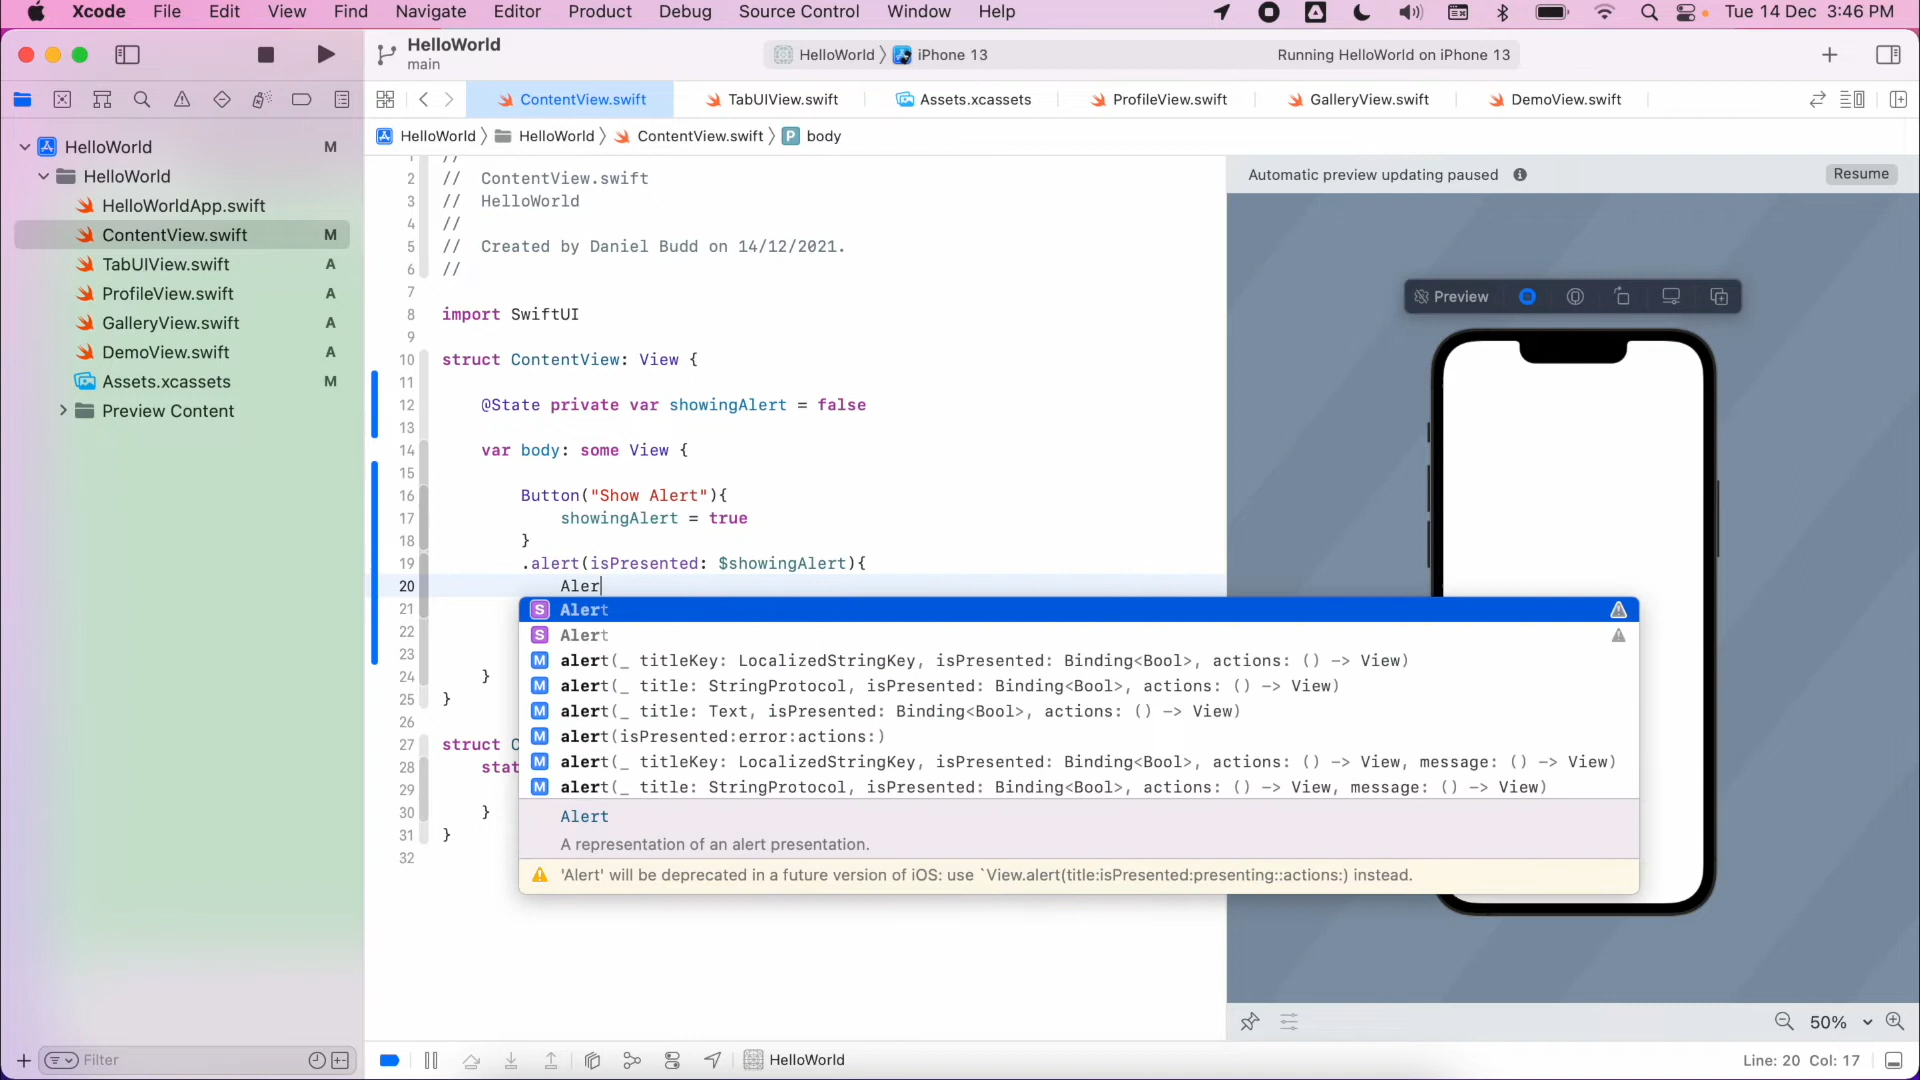 Xcode File Edit View Find Navigate Editor Product Debug Source Control Window Help Tue 14 Dec 3:46 PM
HelloWorld
main
HelloWorld 〉 iPhone 13
Running HelloWorld on iPhone 13
ContentView.swift TabUIView.swift Assets.xcassets ProfileView.swift GalleryView.swift DemoView.swift
HelloWorld 〉 HelloWorld 〉 ContentView.swift 〉 P body
HelloWorld M
HelloWorld
HelloWorldApp.swift
ContentView.swift M
TabUIView.swift A
ProfileView.swift A
GalleryView.swift A
DemoView.swift A
Assets.xcassets M
Preview Content
Filter
1 //
2 // ContentView.swift
3 // HelloWorld
4 //
5 // Created by Daniel Budd on 14/12/2021.
6 //
7
8 import SwiftUI
9
10 struct ContentView: View {
11
12 @State private var showingAlert = false
13
14 var body: some View {
15
16 Button("Show Alert"){
17 showingAlert = true
18 }
19 .alert(isPresented: $showingAlert){
20 Aler
21
22
23
24 }
25 }
26
27 struct C
28 stat
29
30 }
31 }
32
S Alert
S Alert
M alert(_ titleKey: LocalizedStringKey, isPresented: Binding<Bool>, actions: () -> View)
M alert(_ title: StringProtocol, isPresented: Binding<Bool>, actions: () -> View)
M alert(_ title: Text, isPresented: Binding<Bool>, actions: () -> View)
M alert(isPresented:error:actions:)
M alert(_ titleKey: LocalizedStringKey, isPresented: Binding<Bool>, actions: () -> View, message: () -> View)
M alert(_ title: StringProtocol, isPresented: Binding<Bool>, actions: () -> View, message: () -> View)
Alert
A representation of an alert presentation.
'Alert' will be deprecated in a future version of iOS: use `View.alert(title:isPresented:presenting::actions:) instead.
Automatic preview updating paused
Resume
Preview
50%
HelloWorld
Line: 20 Col: 17